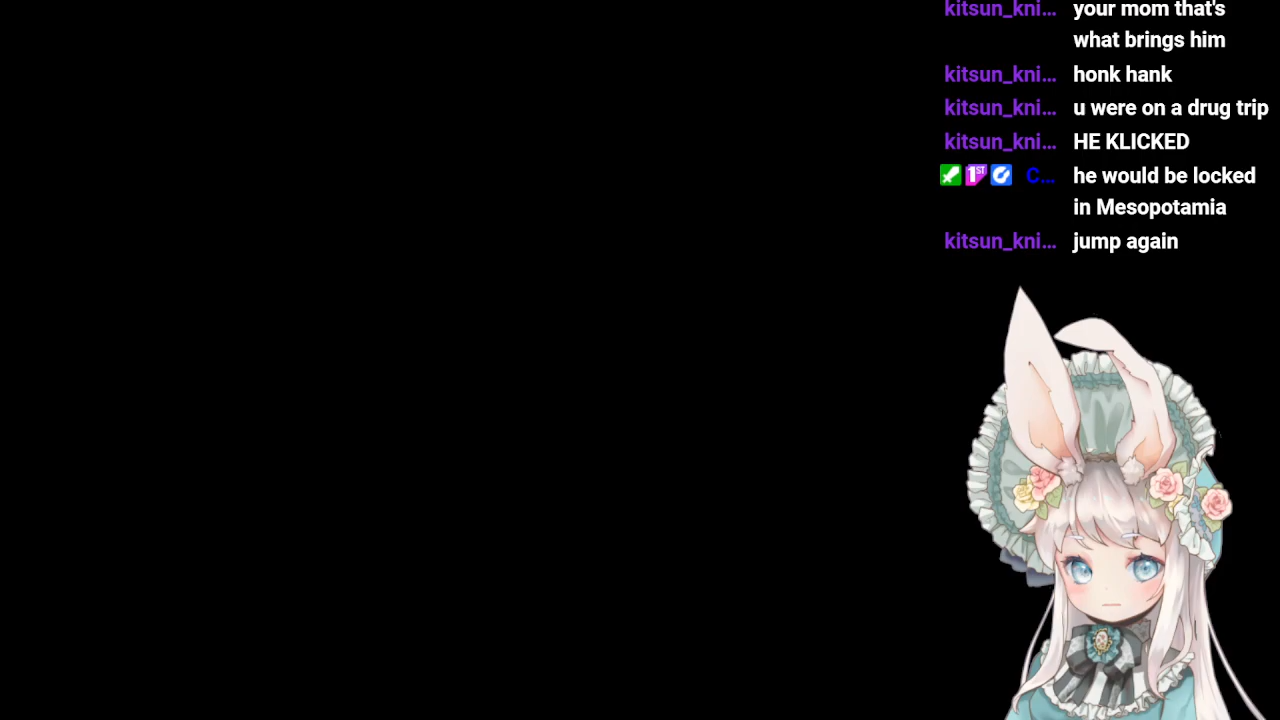 kitsun_kni... your mom that's
what brings him
kitsun_kni... honk hank
kitsun_kni... u were on a drug trip
kitsun_kni... HE KLICKED
1ST C... he would be locked
in Mesopotamia
kitsun_kni... jump again